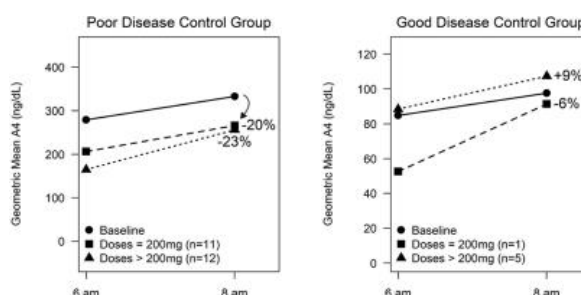 Poor Disease Control Group
Geometric Mean A4 (ng/dL)
400
300
200
100
0
-20%
-23%
Baseline
Doses = 200mg (n=11)
Doses > 200mg (n=12)
6 am
8 am
Good Disease Control Group
Geometric Mean A4 (ng/dL)
120
100
80
60
40
20
0
+9%
-6%
Baseline
Doses = 200mg (n=1)
Doses > 200mg (n=5)
6 am
8 am